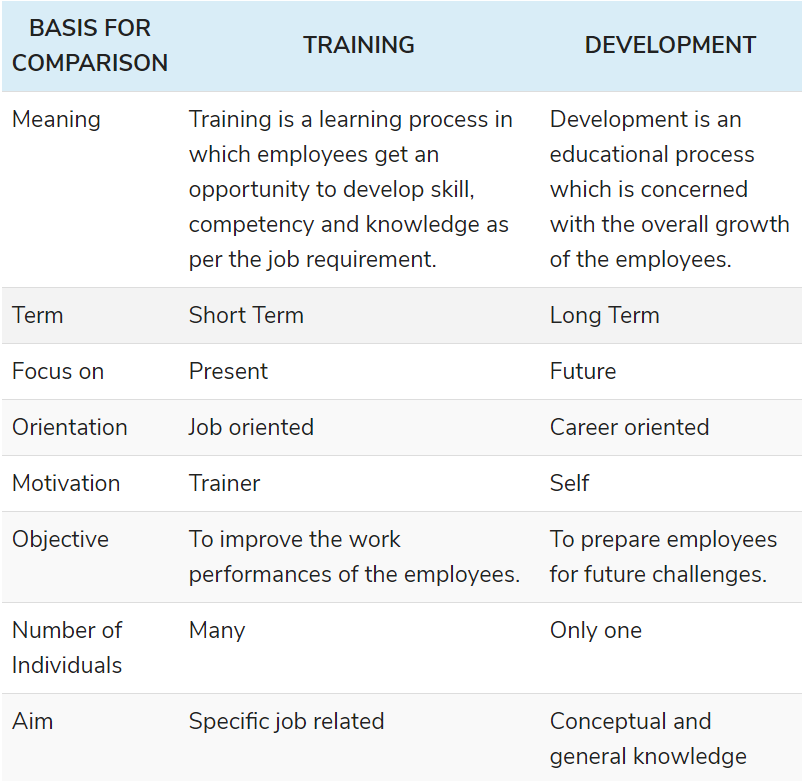 BASIS FOR COMPARISON TRAINING DEVELOPMENT
Meaning Training is a learning process in Development is an
which employees get an educational process
opportunity to develop skill, which is concerned
competency and knowledge as with the overall growth
per the job requirement. of the employees.
Term Short Term Long Term
Focus on Present Future
Orientation Job oriented Career oriented
Motivation Trainer Self
Objective To improve the work To prepare employees
performances of the employees. for future challenges.
Number of Many Only one
Individuals
Aim Specific job related Conceptual and
general knowledge